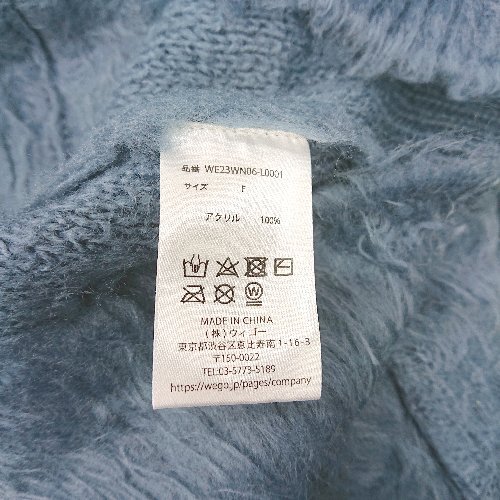 品番 WE23WN06-L0001
サイズ F
アクリル 100%
MADE IN CHINA
(株)ウィゴー
東京都渋谷区恵比寿南1-16-3
〒150-0022
TEL:03-5773-5189
https://wego.jp/pages/company